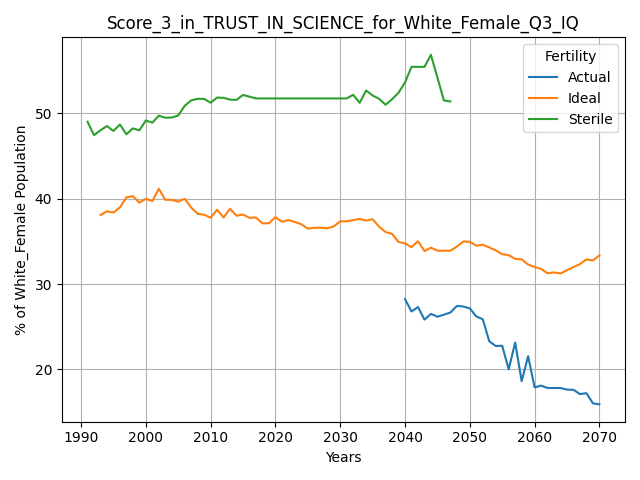 Score_3_in_TRUST_IN_SCIENCE_for_White_Female_Q3_IQ
Fertility
Actual
Ideal
Sterile
% of White_Female Population
50
40
30
20
1990 2000 2010 2020 2030 2040 2050 2060 2070
Years